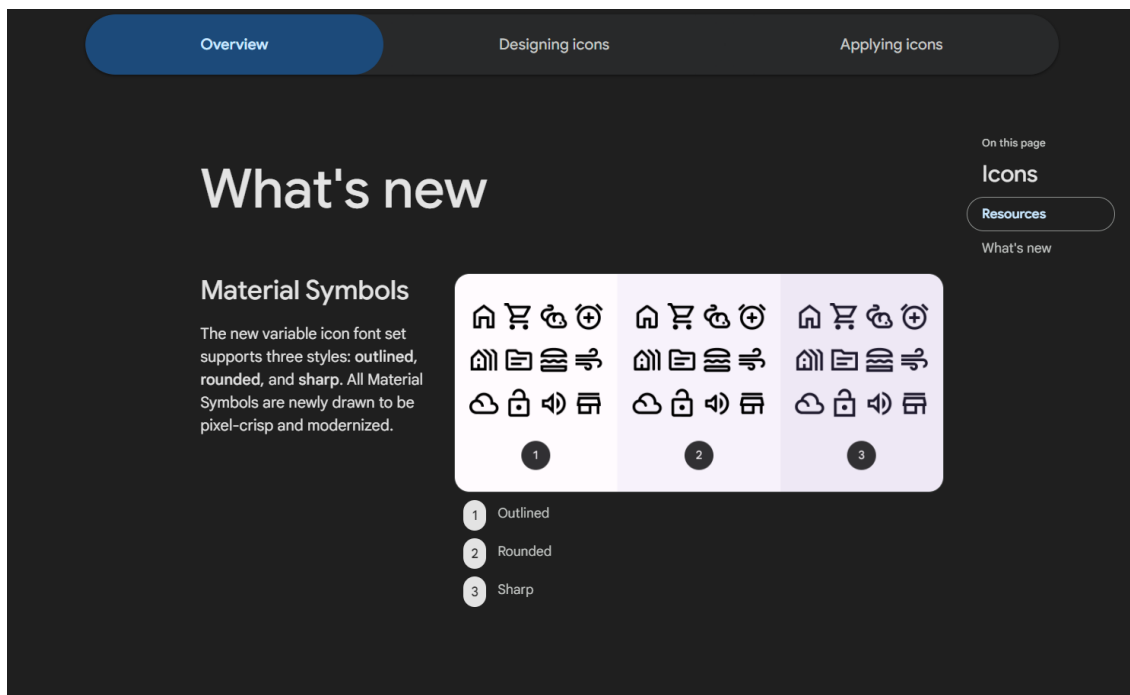 Overview
Designing icons
Applying icons
On this page
Icons
Resources
What's new
What's new
Material Symbols
The new variable icon font set
supports three styles: outlined,
rounded, and sharp. All Material
Symbols are newly drawn to be
pixel-crisp and modernized.
1
2
3
1 Outlined
2 Rounded
3 Sharp